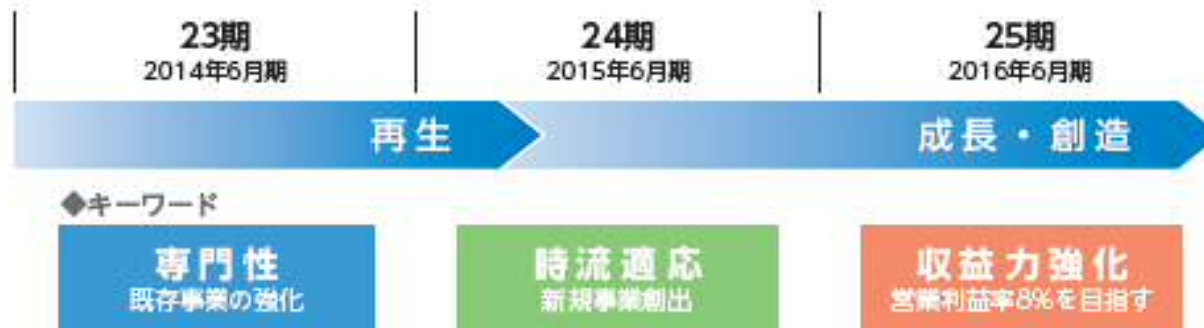 23期
2014年6月期
24期
2015年6月期
25期
2016年6月期
再生
成長・創造
◆キーワード
専門性
既存事業の強化
時流適応
新規事業創出
収益力強化
営業利益率8%を目指す